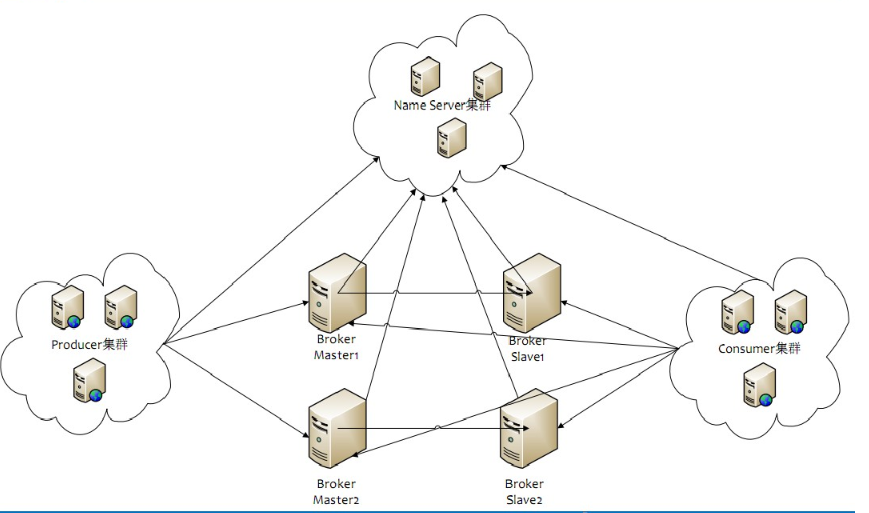 Name Server集群
Producer集群
Broker
Master1
Broker
Slave1
Consumer集群
Broker
Master2
Broker
Slave2